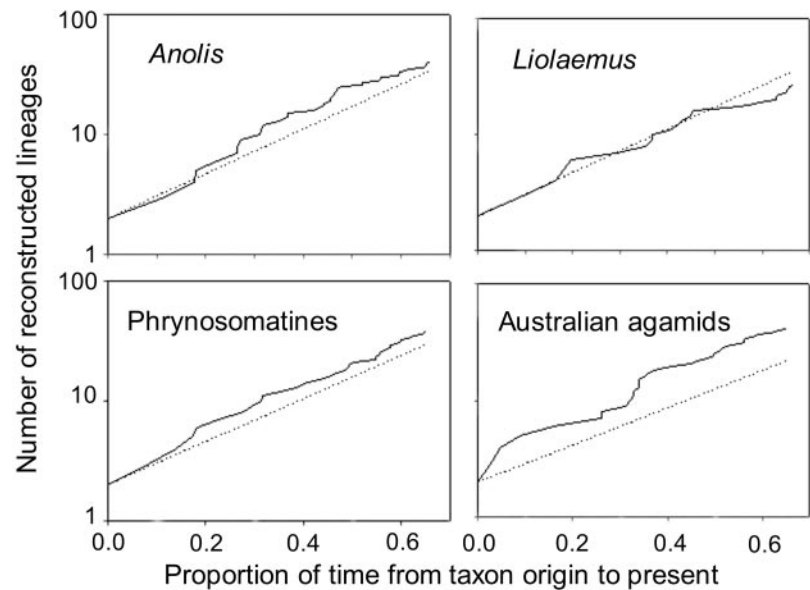 Number of reconstructed lineages
100
10
1
Anolis
Liolaemus
100
10
1
Phrynosomatines
Australian agamids
0.0 0.2 0.4 0.6 0.0 0.2 0.4 0.6
Proportion of time from taxon origin to present